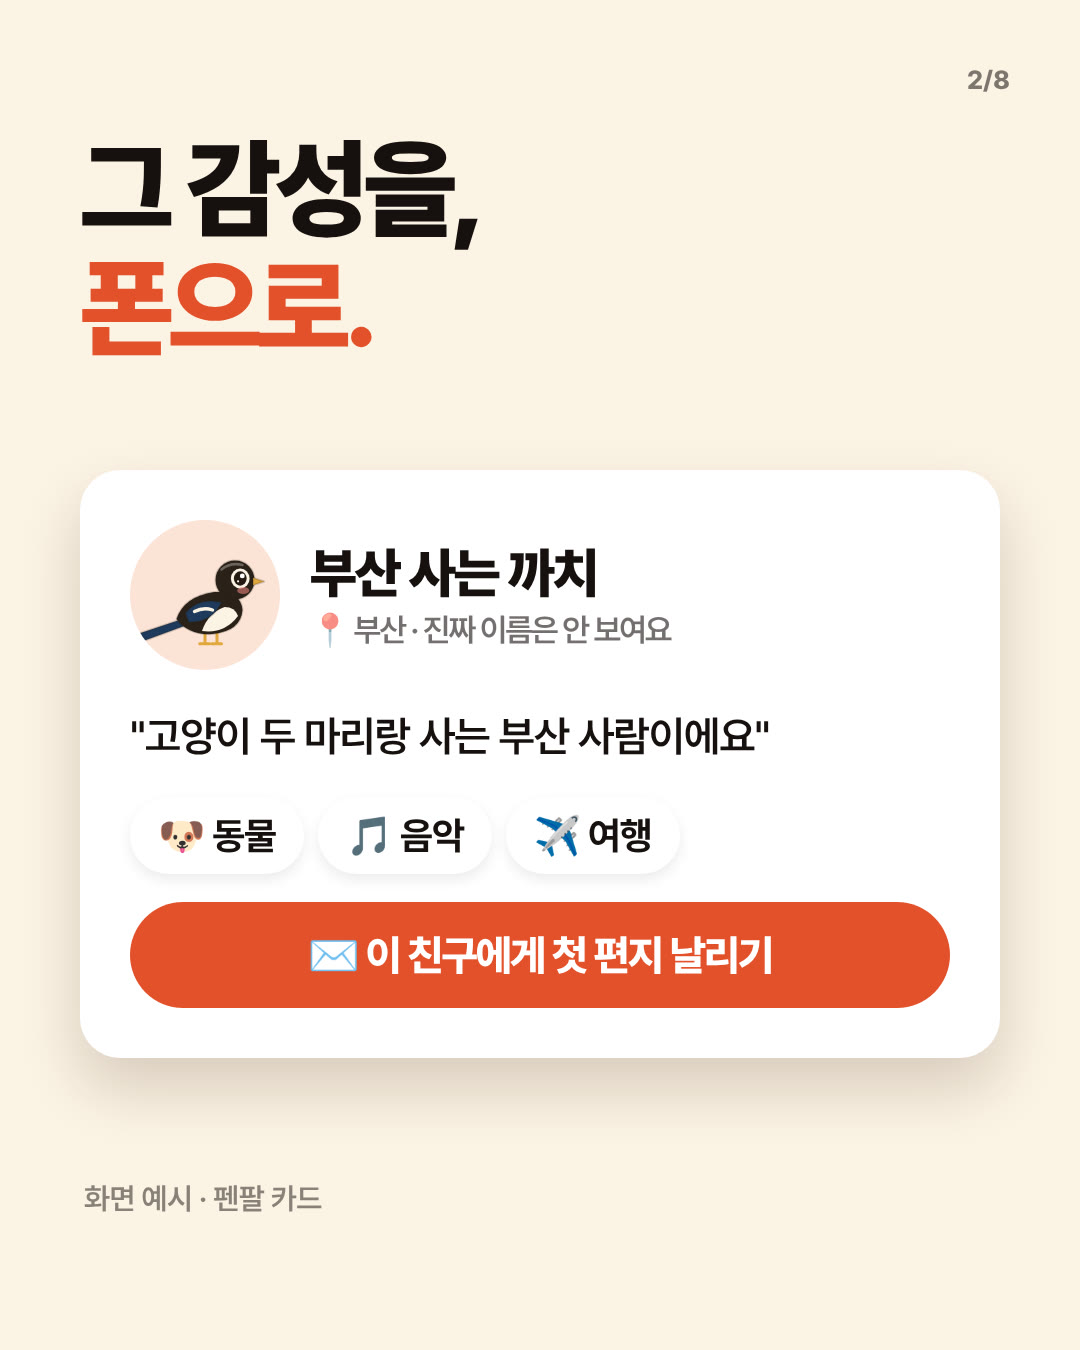 2/8
그 감성을,
폰으로.
부산 사는 까치
📍 부산 · 진짜 이름은 안 보여요
"고양이 두 마리랑 사는 부산 사람이에요"
🐶 동물 🎵 음악 ✈️ 여행
✉️ 이 친구에게 첫 편지 날리기
화면 예시 · 펜팔 카드